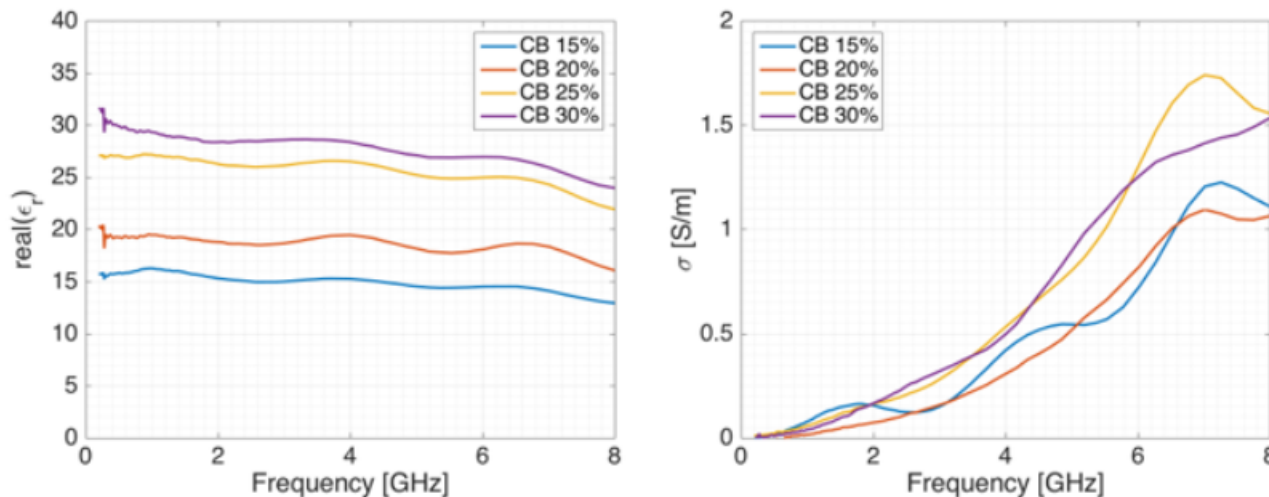 40
35
30
25
20
15
10
5
0
real(ϵr)
CB 15%
CB 20%
CB 25%
CB 30%
0 2 4 6 8
Frequency [GHz]
2
1.5
1
0.5
0
σ [S/m]
CB 15%
CB 20%
CB 25%
CB 30%
0 2 4 6 8
Frequency [GHz]